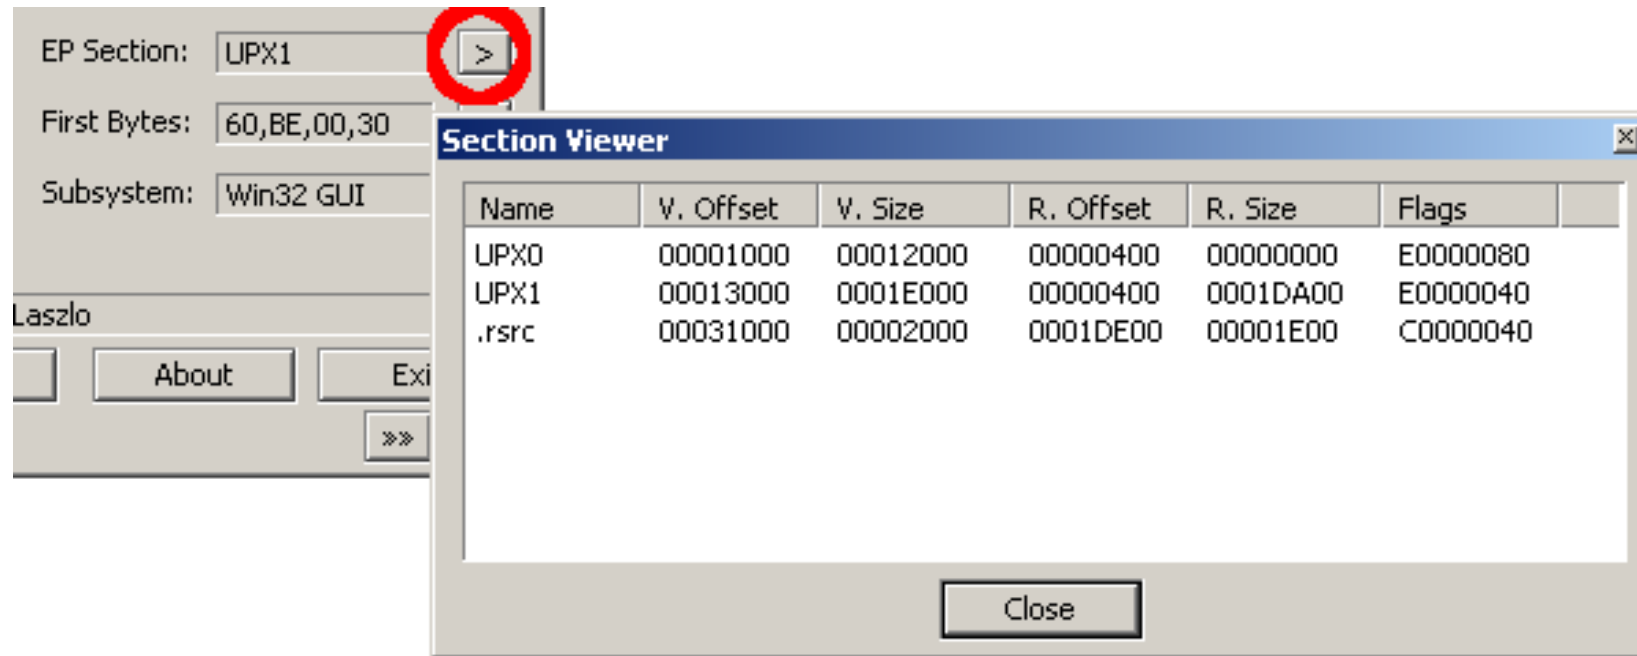 EP Section: UPX1 >
First Bytes: 60,BE,00,30
Subsystem: Win32 GUI
Laszlo
About
»
Section Viewer
Name V. Offset V. Size R. Offset R. Size Flags
UPX0 00001000 00012000 00000400 00000000 E0000080
UPX1 00013000 0001E000 00000400 0001DA00 E0000040
.rsrc 00031000 00002000 0001DE00 00001E00 C0000040
Close